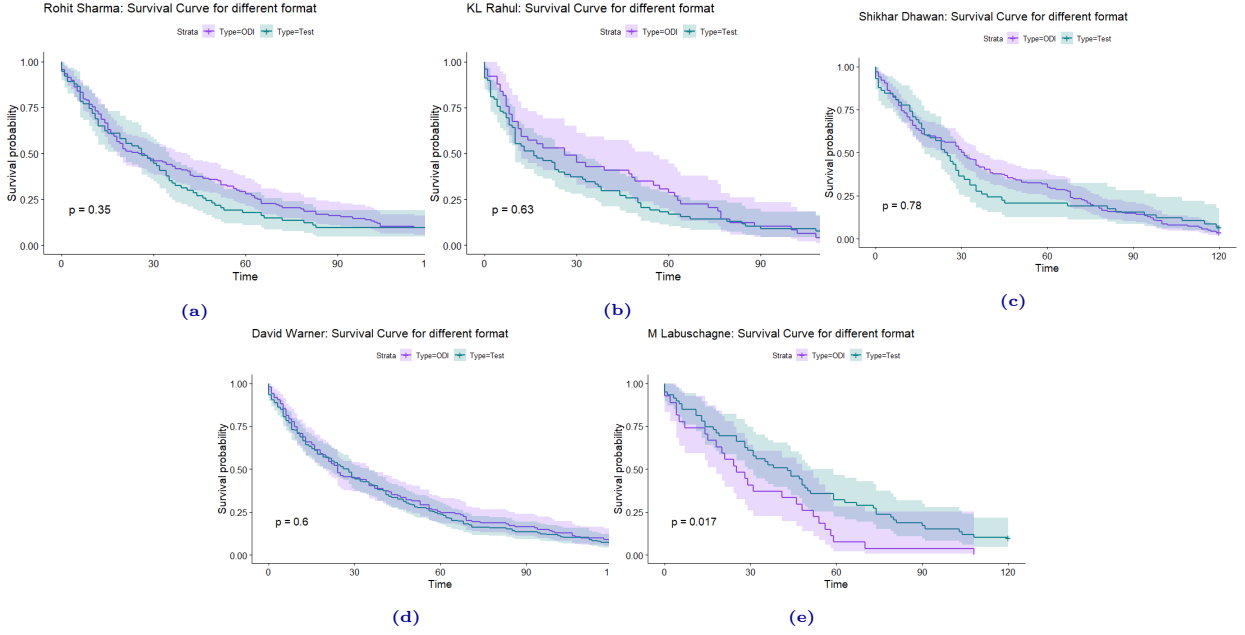 Rohit Sharma: Survival Curve for different format
Strata Type=ODI Type=Test
Survival probability
1.00
0.75
0.50
0.25
0.00
p = 0.35
0 30 60 90 1
Time
(a)
KL Rahul: Survival Curve for different format
Strata Type=ODI Type=Test
Survival probability
1.00
0.75
0.50
0.25
0.00
p = 0.63
0 30 60 90
Time
(b)
Shikhar Dhawan: Survival Curve for different format
Strata Type=ODI Type=Test
Survival probability
1.00
0.75
0.50
0.25
0.00
p = 0.78
0 30 60 90 120
Time
(c)
David Warner: Survival Curve for different format
Strata Type=ODI Type=Test
Survival probability
1.00
0.75
0.50
0.25
0.00
p = 0.6
0 30 60 90 1
Time
(d)
M Labuschagne: Survival Curve for different format
Strata Type=ODI Type=Test
Survival probability
1.00
0.75
0.50
0.25
0.00
p = 0.017
0 30 60 90 120
Time
(e)